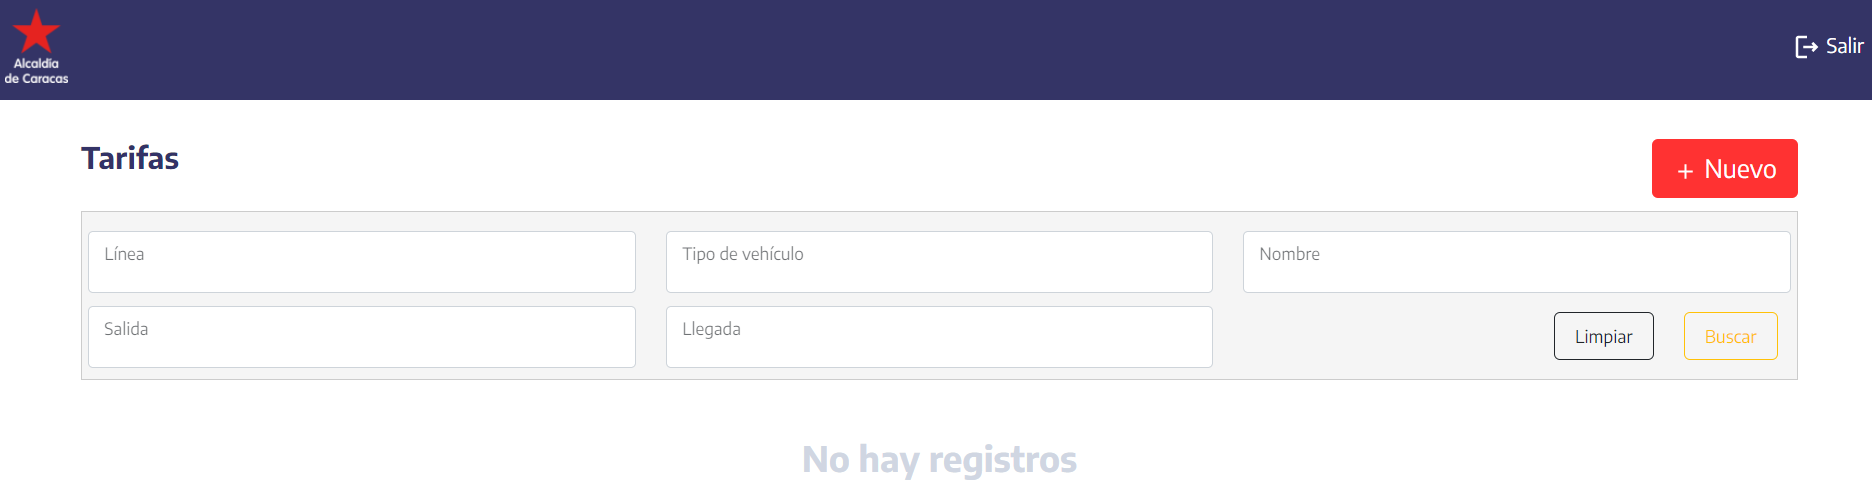 Alcaldía
de Caracas
Salir
Tarifas
+ Nuevo
Línea
Tipo de vehículo
Nombre
Salida
Llegada
Limpiar
Buscar
No hay registros